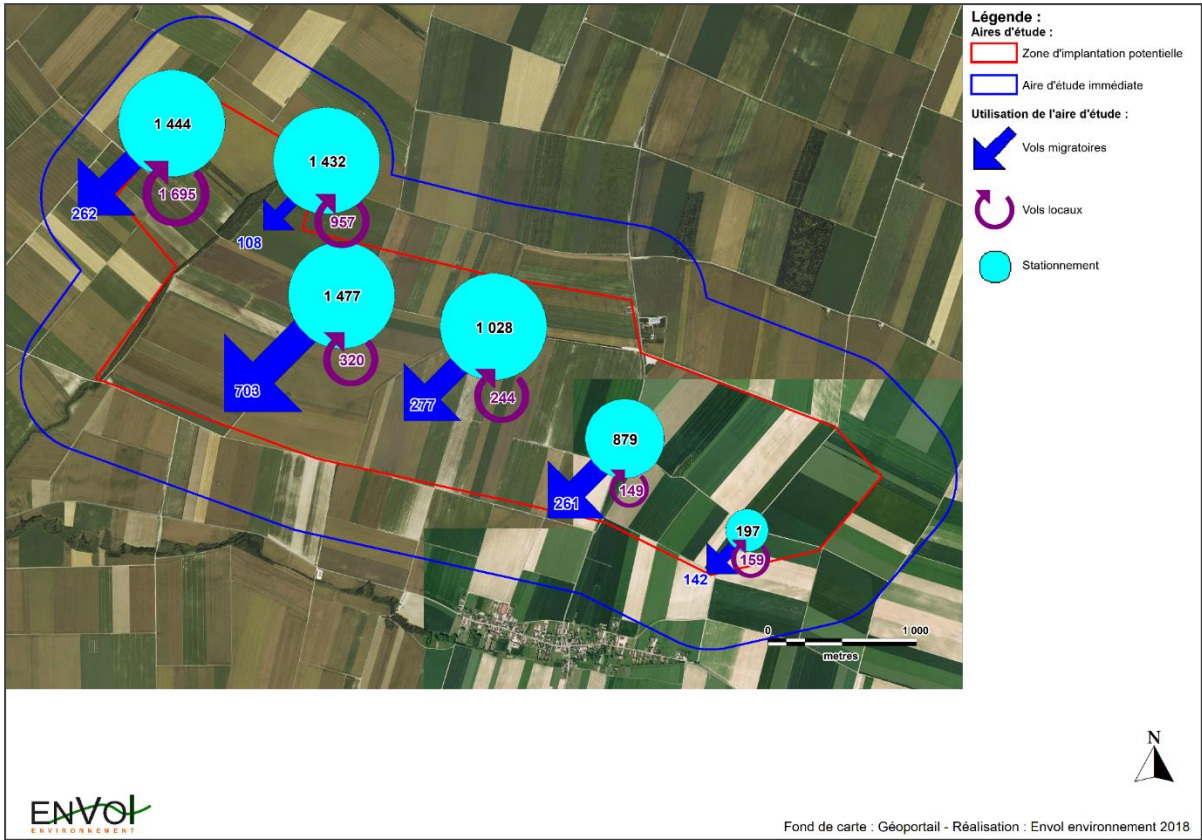 Légende :
Aires d'étude :
Zone d'implantation potentielle
Aire d'étude immédiate
Utilisation de l'aire d'étude :
Vols migratoires
Vols locaux
Stationnement
1 444
1 432
1 695
262
957
108
1 477
1 028
320
703
244
277
879
149
261
197
159
142
0 1 000
metres
N
ENVOl
ENVIRONNEMENT
Fond de carte : Géoportail - Réalisation : Envol environnement 2018